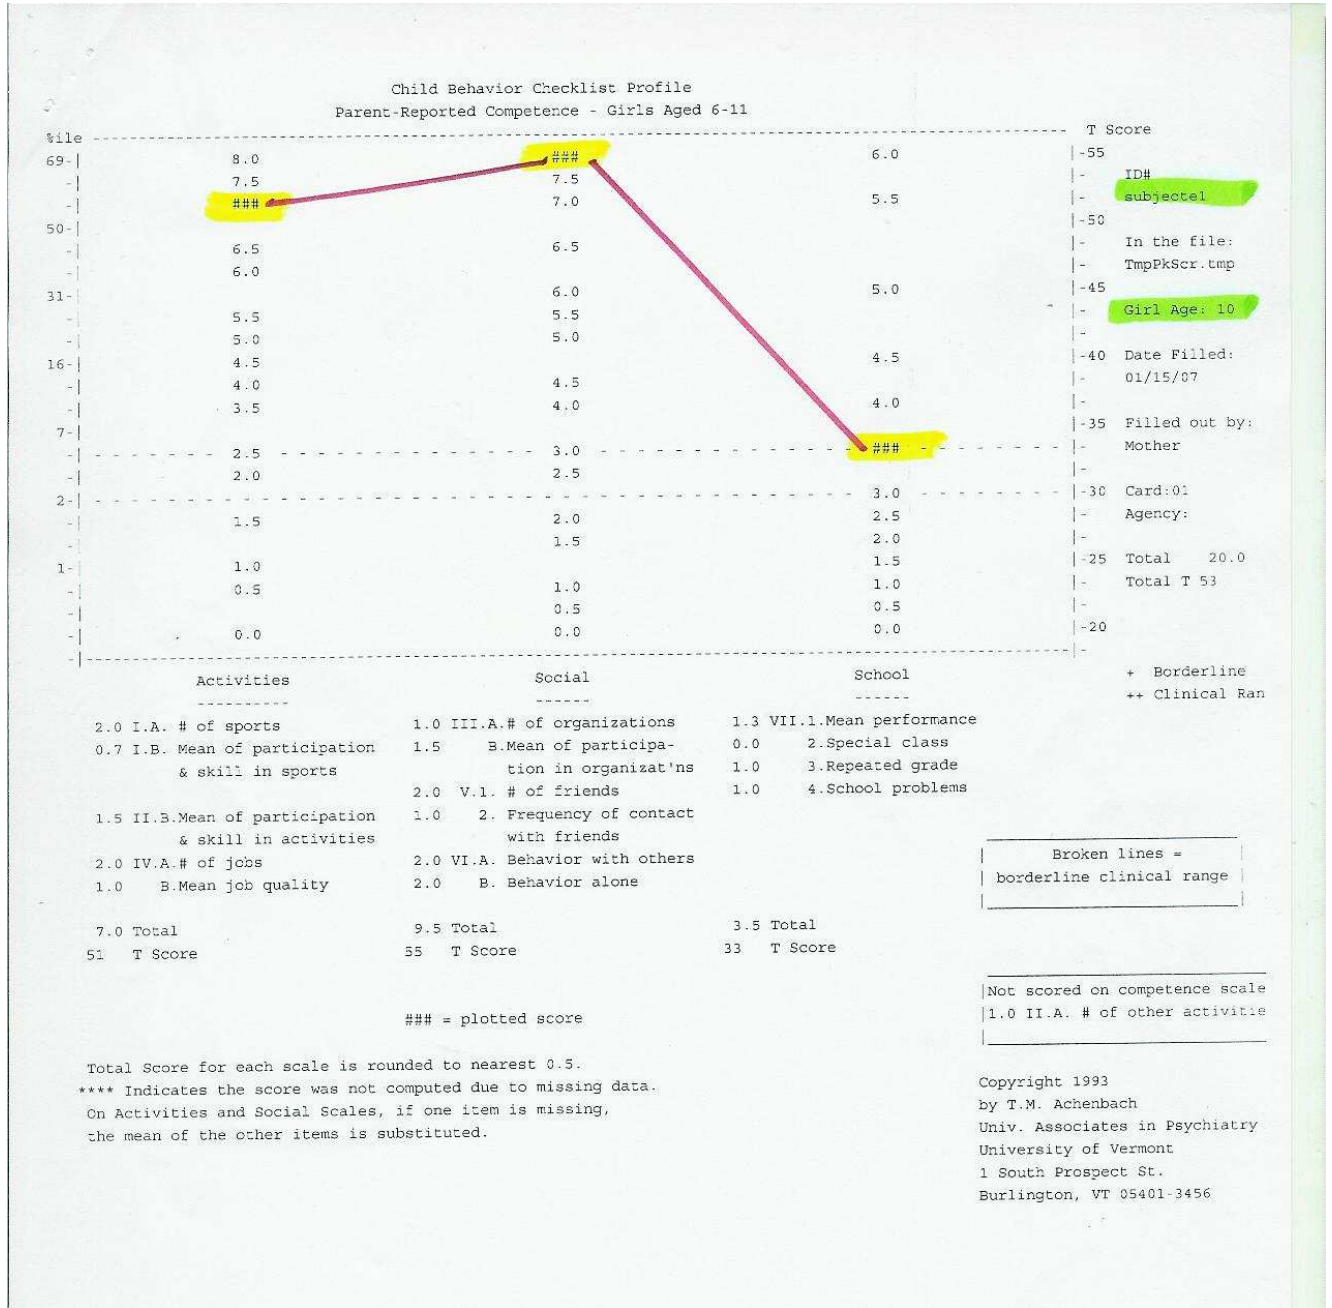 Child Behavior Checklist Profile
Parent-Reported Competence - Girls Aged 6-11
%ile T Score
69- 8.0 ### 6.0 -55
7.5 7.5 ID#
### 7.0 5.5 subjecte1
50- -50
6.5 6.5 In the file:
6.0 TmpPkScr.tmp
31- 6.0 5.0 -45
5.5 5.5 Girl Age: 10
5.0 5.0
16- 4.5 4.5 -40 Date Filled:
4.0 4.5 01/15/07
3.5 4.0 4.0
7- -35 Filled out by:
2.5 3.0 ### Mother
2.0 2.5
2- 3.0 -30 Card:01
1.5 2.0 2.5 Agency:
1.5 2.0
1- 1.0 1.5 -25 Total 20.0
0.5 1.0 1.0 Total T 53
0.5 0.5
0.0 0.0 0.0 -20
Activities Social School
+ Borderline
++ Clinical Ran
2.0 I.A. # of sports
0.7 I.B. Mean of participation
& skill in sports
1.5 II.B.Mean of participation
& skill in activities
2.0 IV.A.# of jobs
1.0 B.Mean job quality
7.0 Total
51 T Score
1.0 III.A.# of organizations
1.5 B.Mean of participa-
tion in organizat'ns
2.0 V.1. # of friends
1.0 2. Frequency of contact
with friends
2.0 VI.A. Behavior with others
2.0 B. Behavior alone
9.5 Total
55 T Score
1.3 VII.1.Mean performance
0.0 2.Special class
1.0 3.Repeated grade
1.0 4.School problems
3.5 Total
33 T Score
Broken lines =
borderline clinical range
Not scored on competence scale
1.0 II.A. # of other activitie
### = plotted score
Total Score for each scale is rounded to nearest 0.5.
**** Indicates the score was not computed due to missing data.
On Activities and Social Scales, if one item is missing,
the mean of the other items is substituted.
Copyright 1993
by T.M. Achenbach
Univ. Associates in Psychiatry
University of Vermont
1 South Prospect St.
Burlington, VT 05401-3456